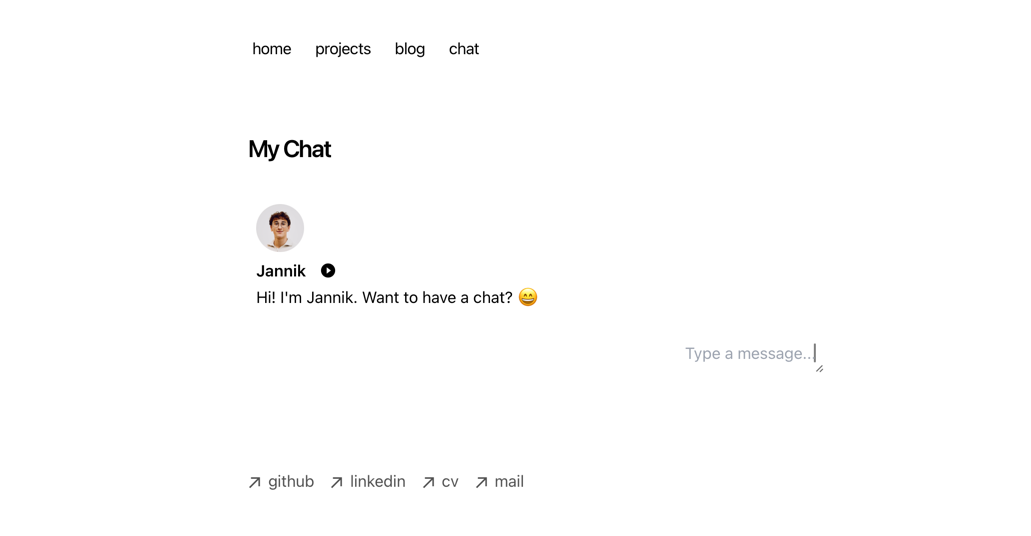 home projects blog chat
My Chat
Jannik
Hi! I'm Jannik. Want to have a chat? 😄
Type a message...
github linkedin cv mail